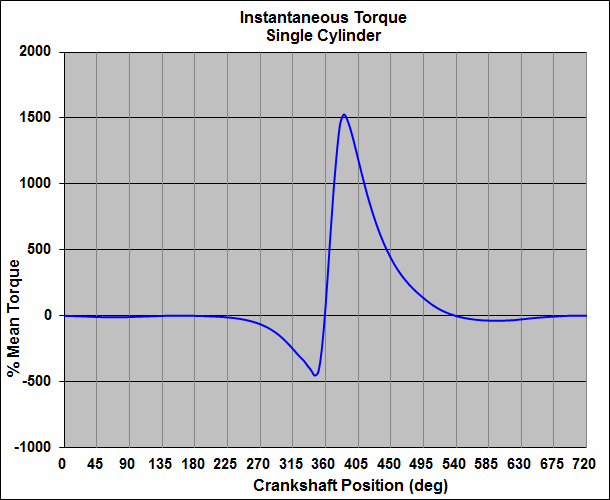 Instantaneous Torque
Single Cylinder
2000
1500
1000
500
0
-500
-1000
% Mean Torque
0 45 90 135 180 225 270 315 360 405 450 495 540 585 630 675 720
Crankshaft Position (deg)